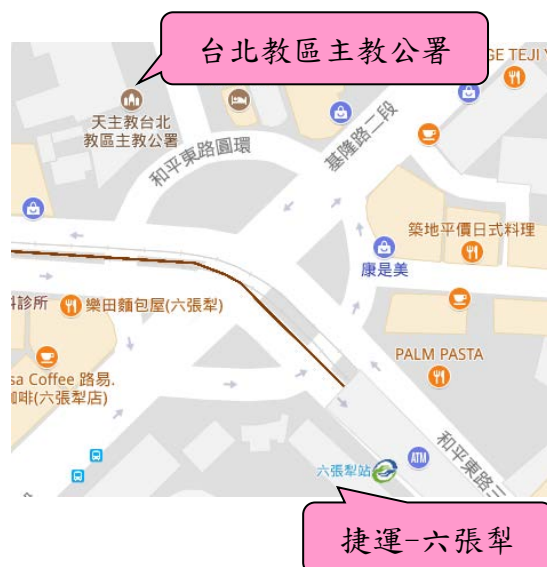 台北教區主教公署
GE TEJI Y
天主教台北
教區主教公署
和平東路圓環
基隆路二段
築地平價日式料理
康是美
科診所
樂田麵包屋(六張犁)
PALM PASTA
sa Coffee 路易.
咖啡(六張犁店)
六張犁站
ATM
和平東路三
捷運-六張犁